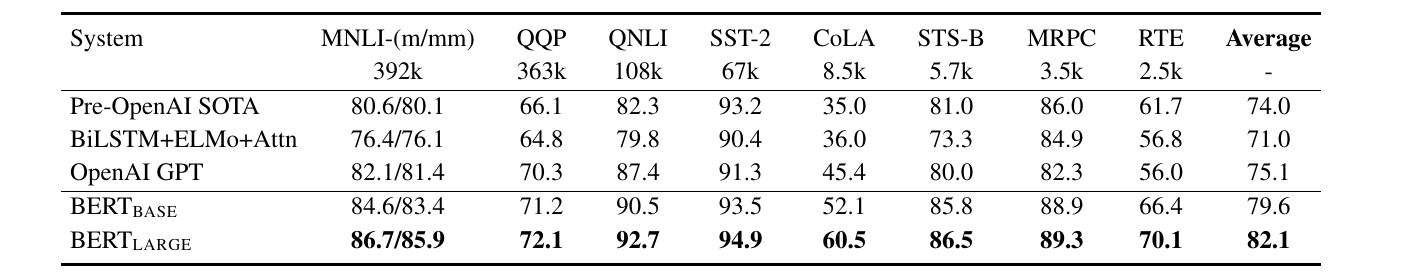 System MNLI-(m/mm) QQP QNLI SST-2 CoLA STS-B MRPC RTE Average
392k 363k 108k 67k 8.5k 5.7k 3.5k 2.5k -
Pre-OpenAI SOTA 80.6/80.1 66.1 82.3 93.2 35.0 81.0 86.0 61.7 74.0
BiLSTM+ELMo+Attn 76.4/76.1 64.8 79.8 90.4 36.0 73.3 84.9 56.8 71.0
OpenAI GPT 82.1/81.4 70.3 87.4 91.3 45.4 80.0 82.3 56.0 75.1
BERTBASE 84.6/83.4 71.2 90.5 93.5 52.1 85.8 88.9 66.4 79.6
BERTLARGE 86.7/85.9 72.1 92.7 94.9 60.5 86.5 89.3 70.1 82.1